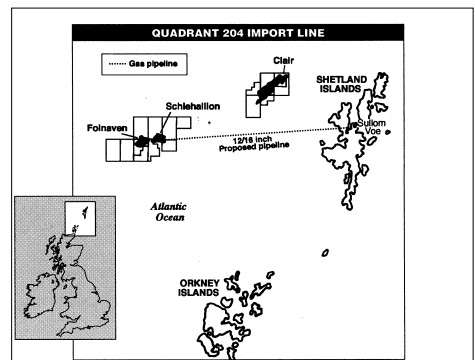 QUADRANT 204 IMPORT LINE
Gas pipeline
Clair
SHETLAND
ISLANDS
Schiehallion
Foinaven
Sullom
Voe
12/16 inch
Proposed pipeline
Atlantic
Ocean
ORKNEY
ISLANDS